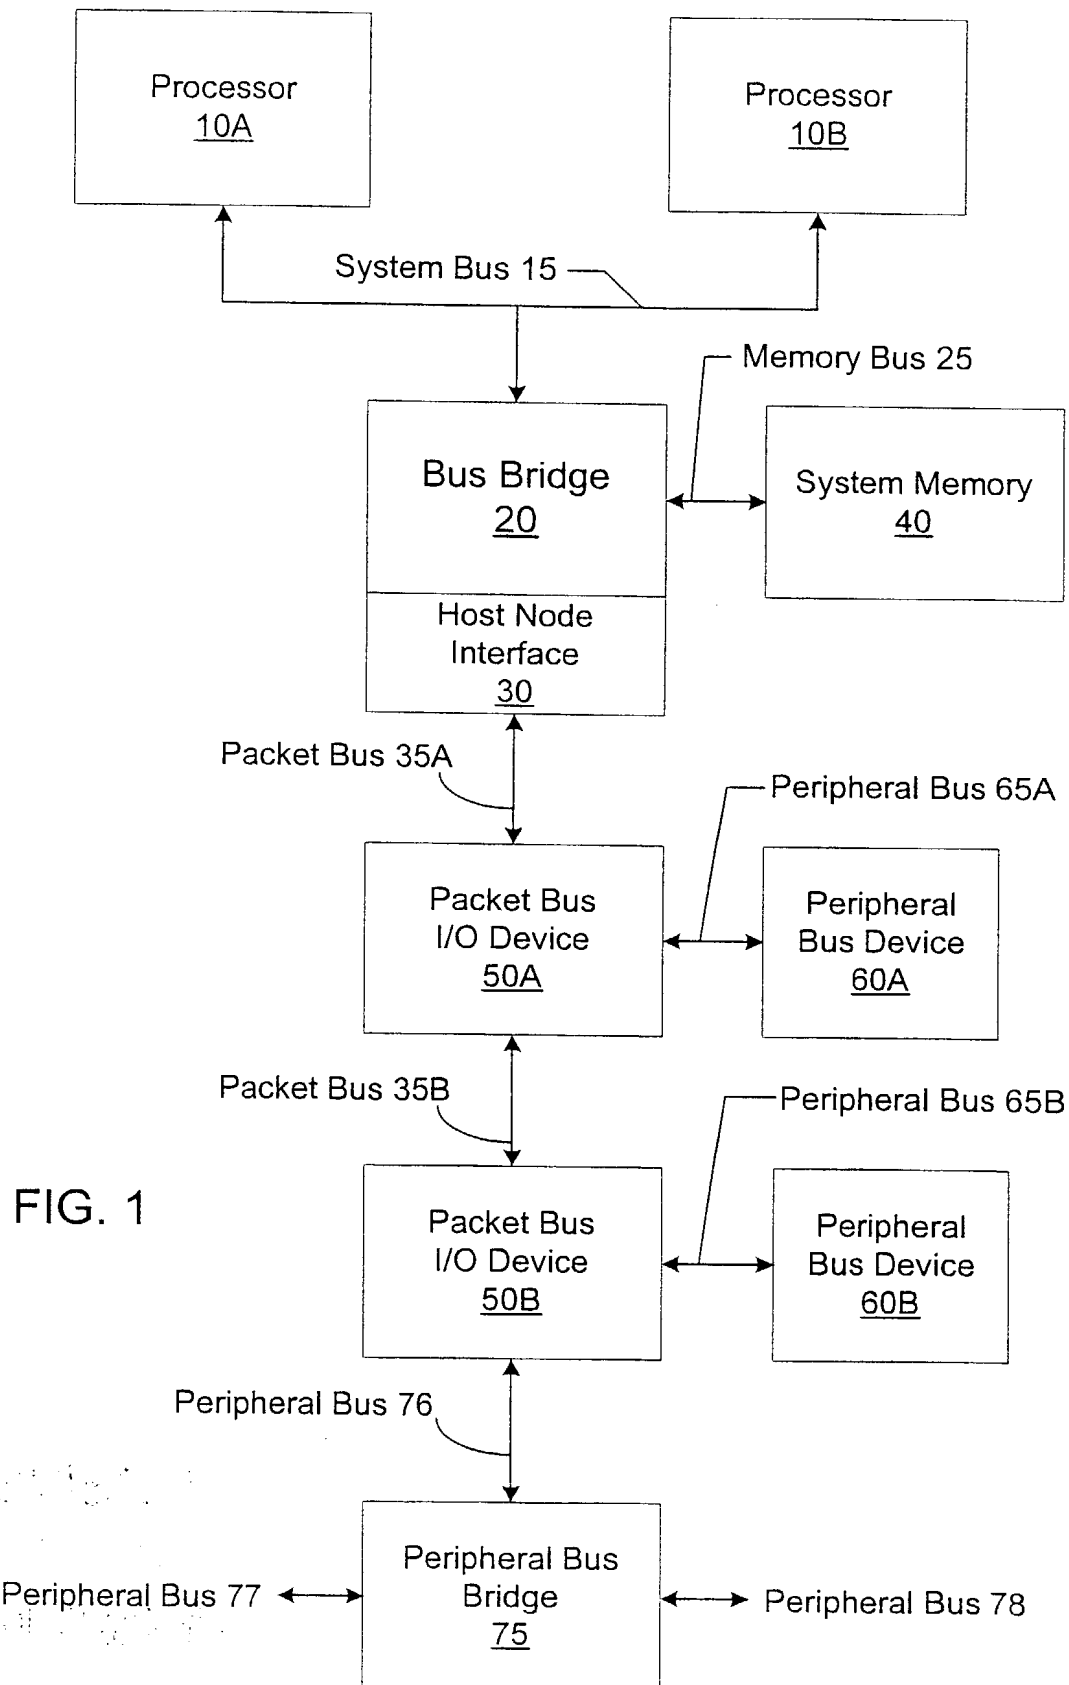 Processor
10A
Processor
10B
System Bus 15
Memory Bus 25
Bus Bridge
20
System Memory
40
Host Node
Interface
30
Packet Bus 35A
Peripheral Bus 65A
Packet Bus
I/O Device
50A
Peripheral
Bus Device
60A
Packet Bus 35B
Peripheral Bus 65B
FIG. 1
Packet Bus
I/O Device
50B
Peripheral
Bus Device
60B
Peripheral Bus 76
Peripheral Bus
Bridge
75
Peripheral Bus 77
Peripheral Bus 78